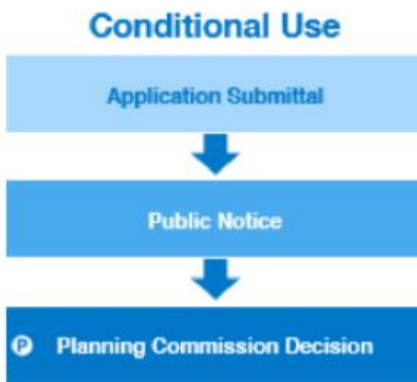 Conditional Use
Application Submittal
Public Notice
P Planning Commission Decision